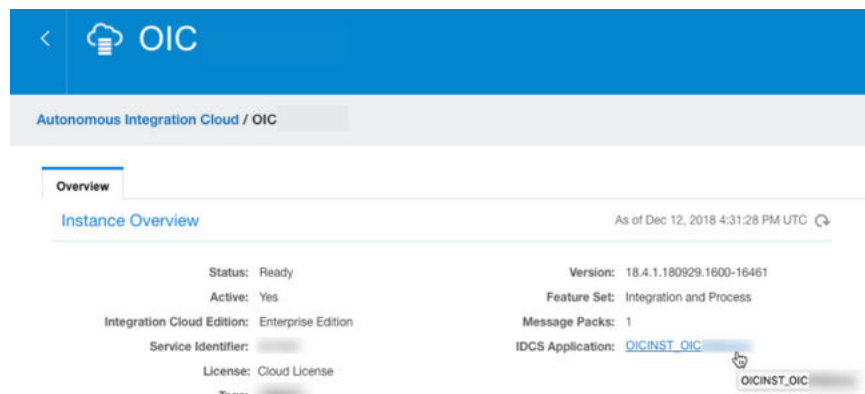 OIC
Autonomous Integration Cloud / OIC
Overview
Instance Overview
As of Dec 12, 2018 4:31:28 PM UTC
Status: Ready
Version: 18.4.1.180929.1600-16461
Active: Yes
Feature Set: Integration and Process
Integration Cloud Edition: Enterprise Edition
Message Packs: 1
Service Identifier:
IDCS Application: OICINST_OIC
License: Cloud License
OICINST_OIC
Tags: